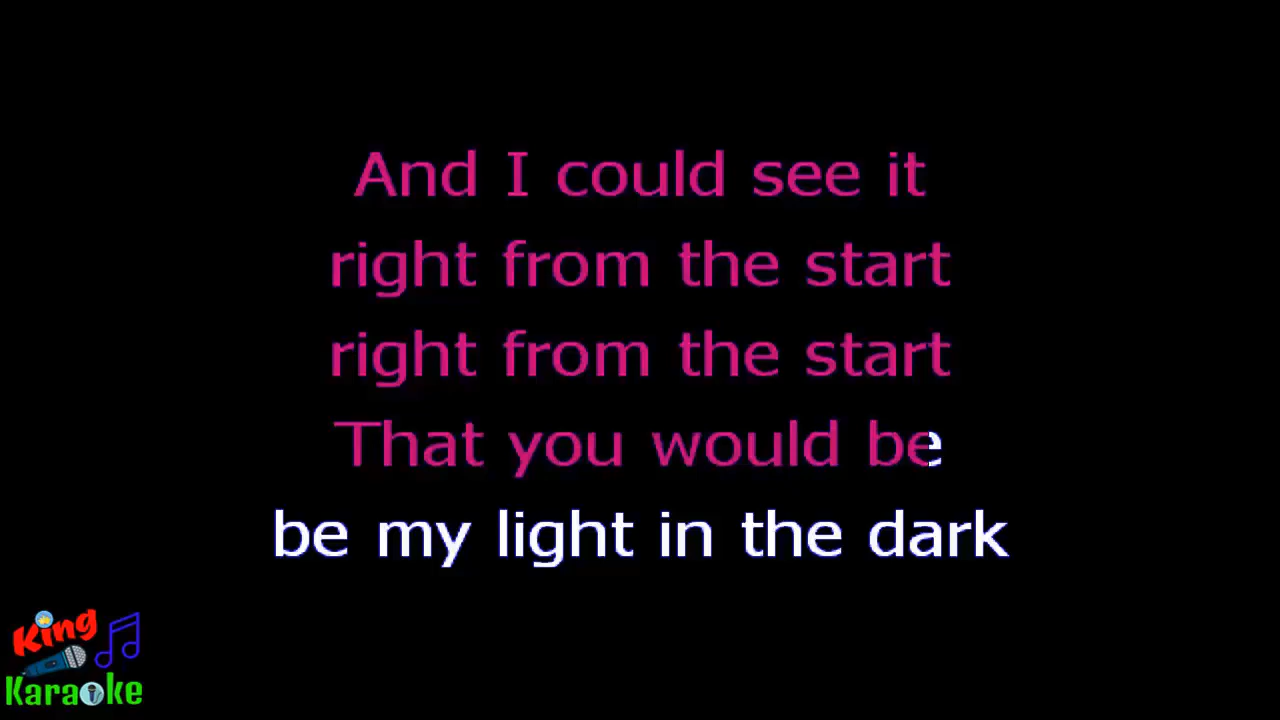 And I could see it
right from the start
right from the start
That you would be
be my light in the dark
King
Karaoke